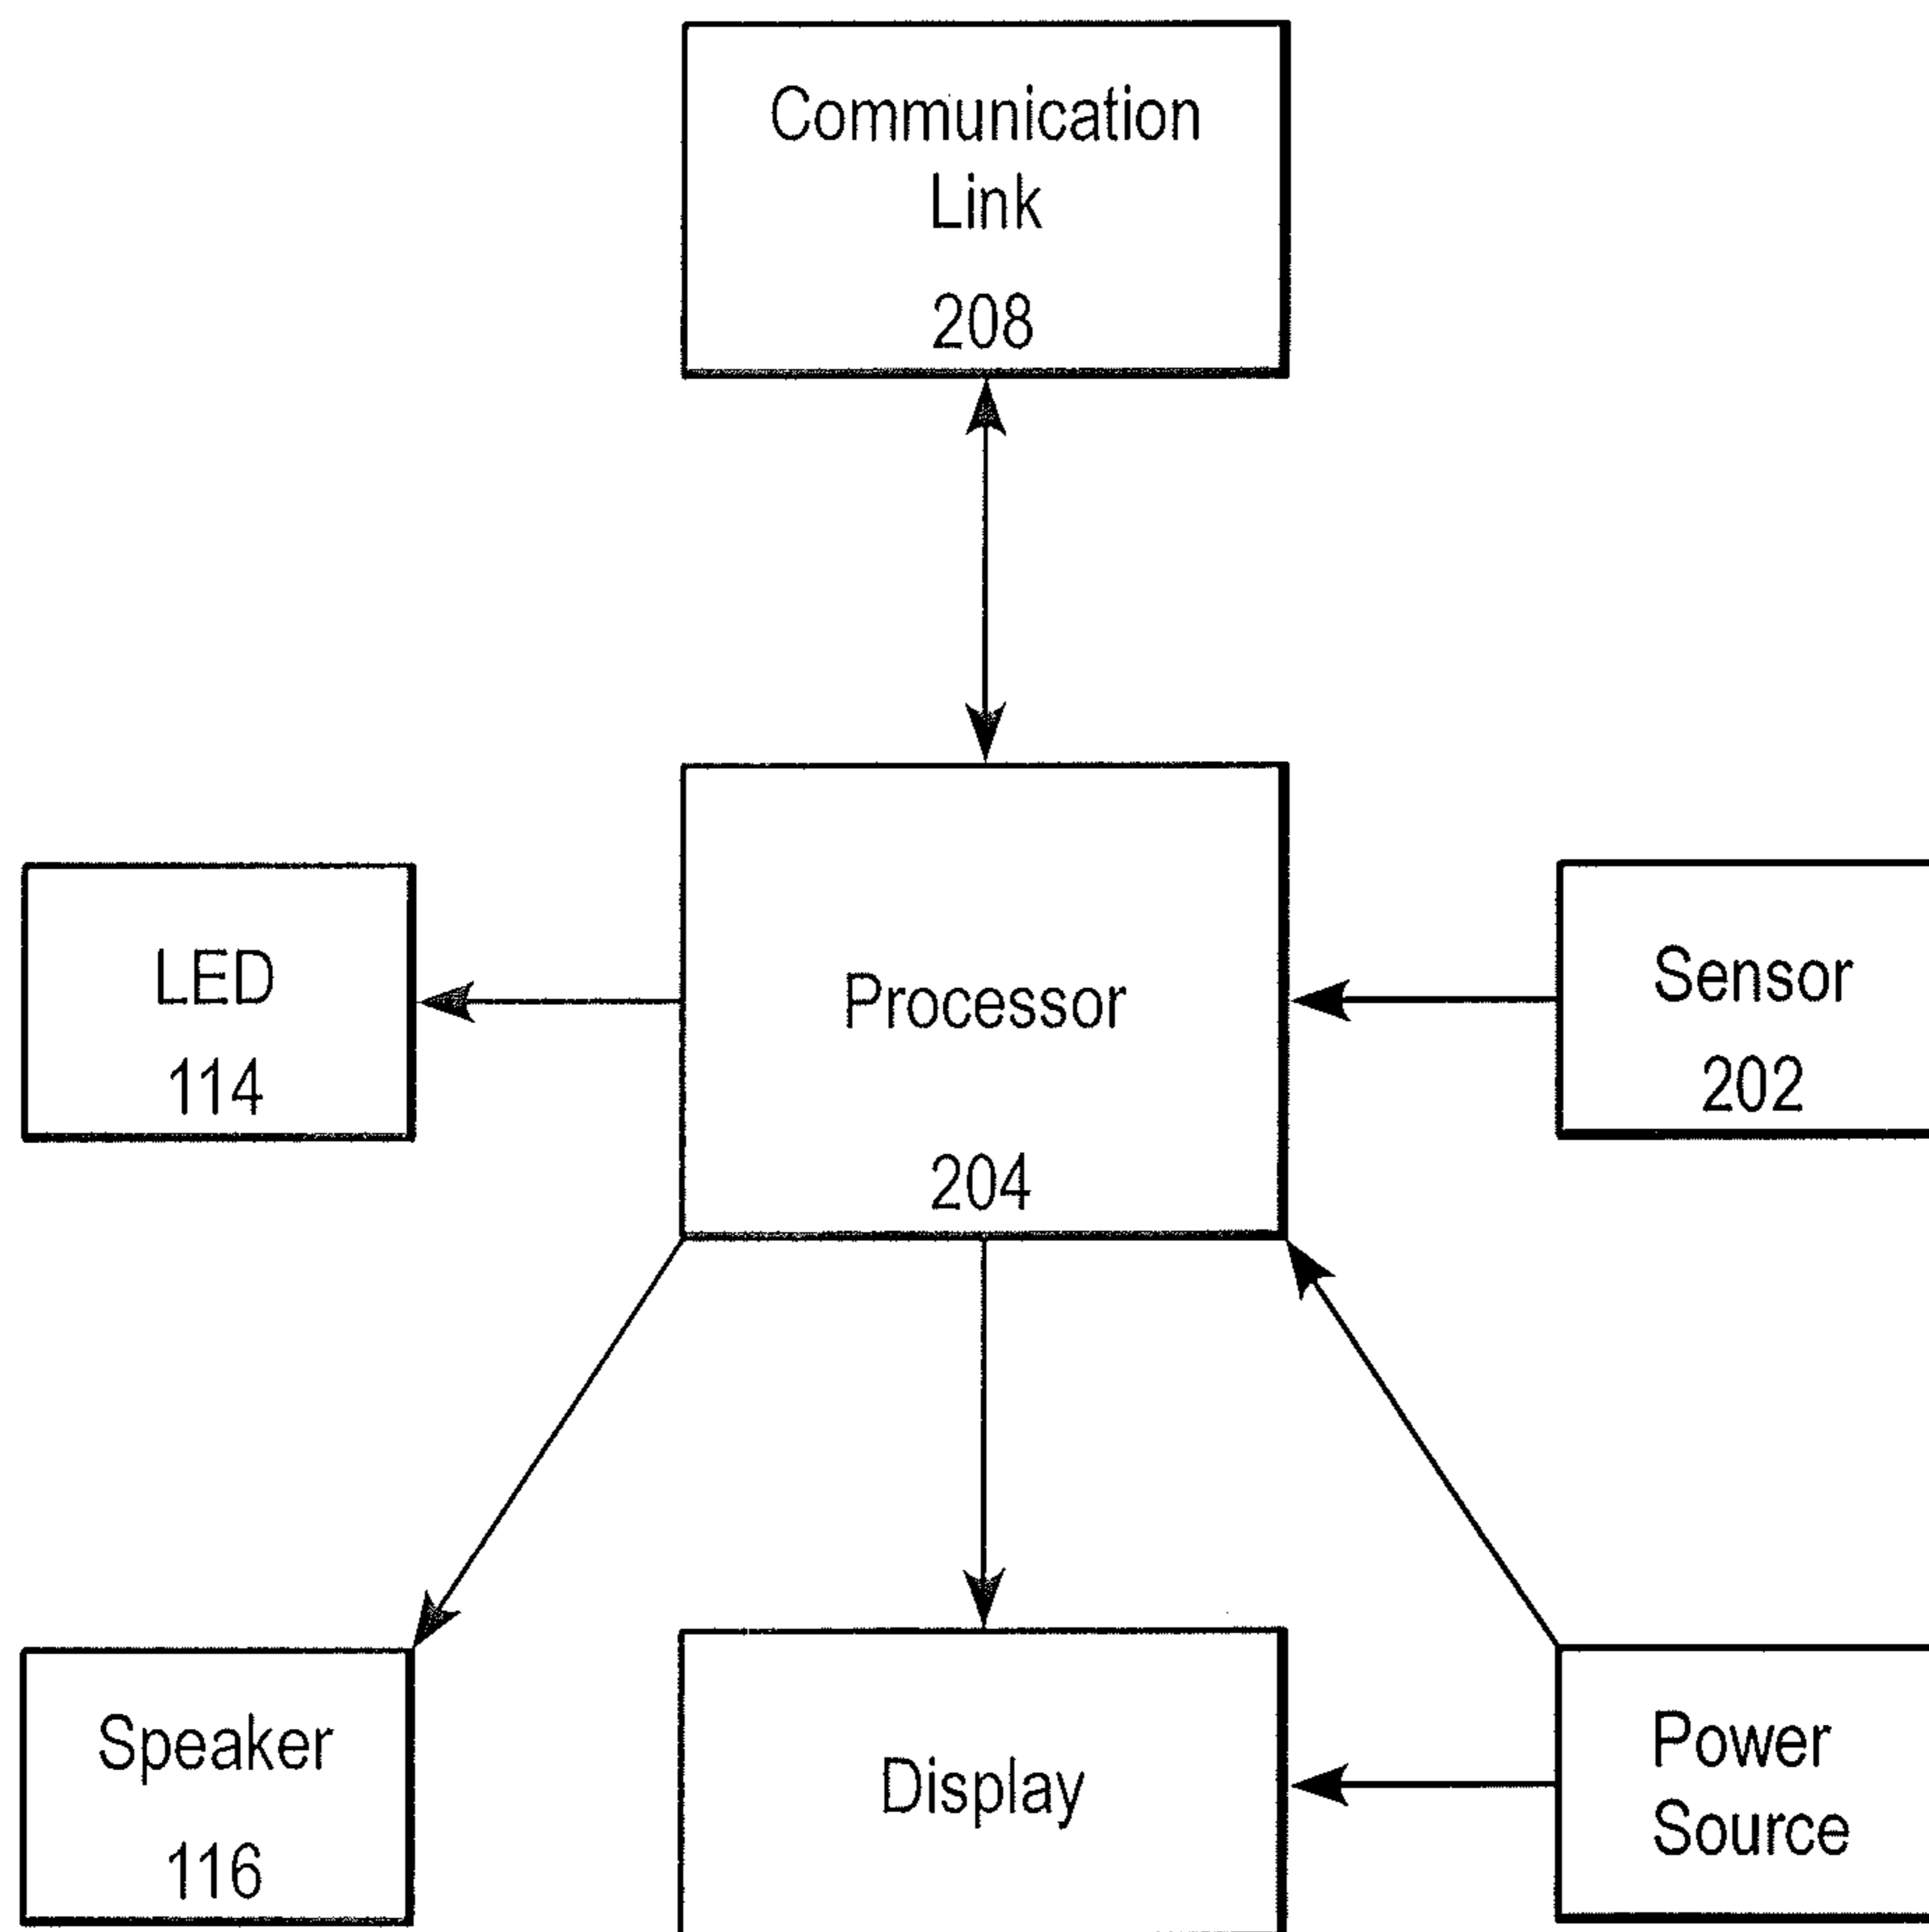 Communication
Link
208
LED
114
Processor
204
Sensor
202
Speaker
116
Display
Power
Source